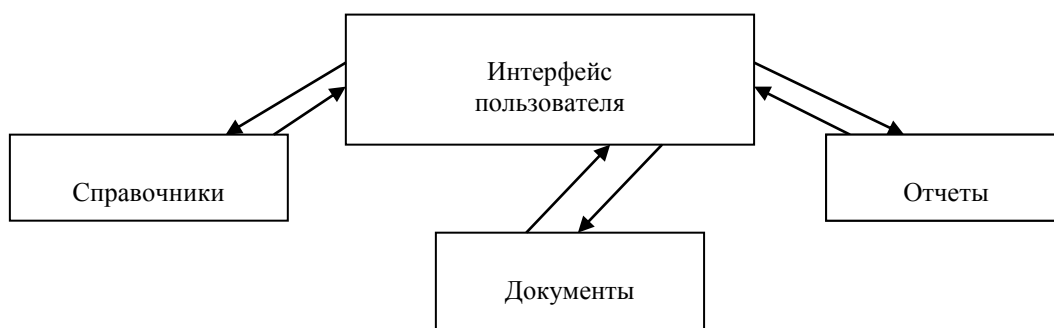 Интерфейс
пользователя
Справочники
Отчеты
Документы